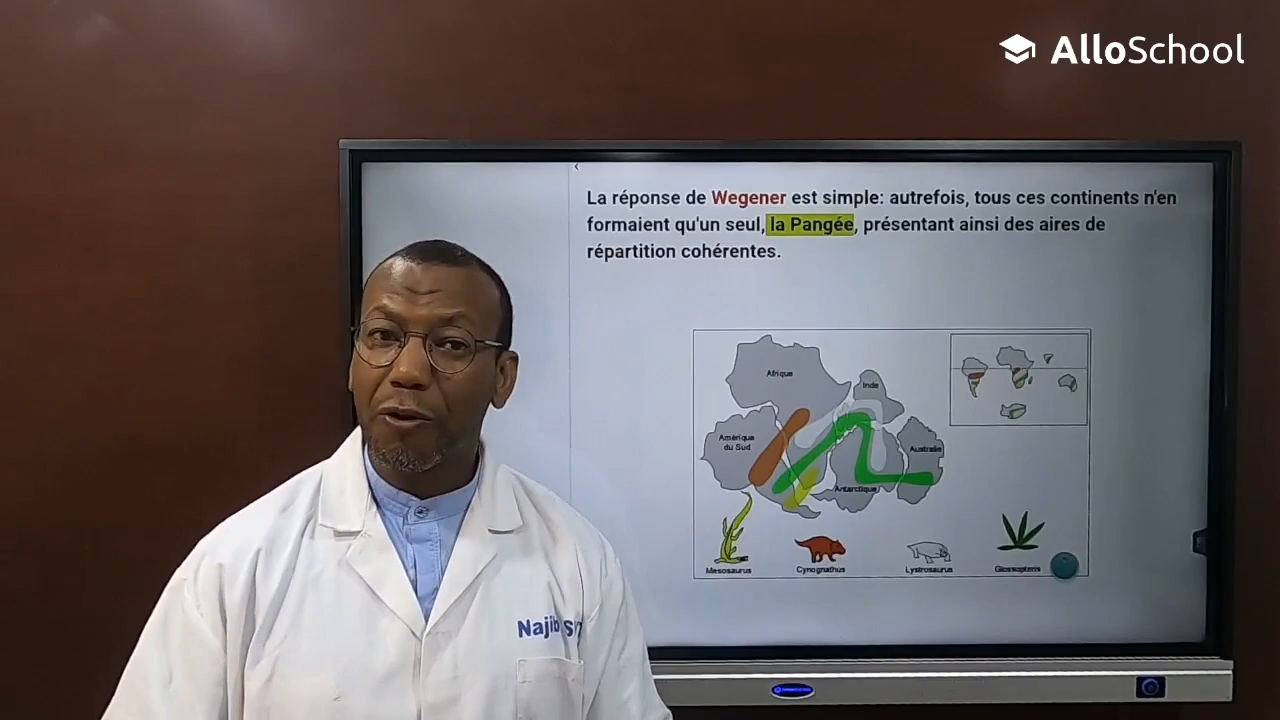 AlloSchool
La réponse de Wegener est simple: autrefois, tous ces continents n'en
formaient qu'un seul, la Pangée, présentant ainsi des aires de
répartition cohérentes.
Afrique
Inde
Amérique
du Sud
Australie
Antarctique
Mesosaurus
Cynognathus
Lystrosaurus
Glossopteris
Najib